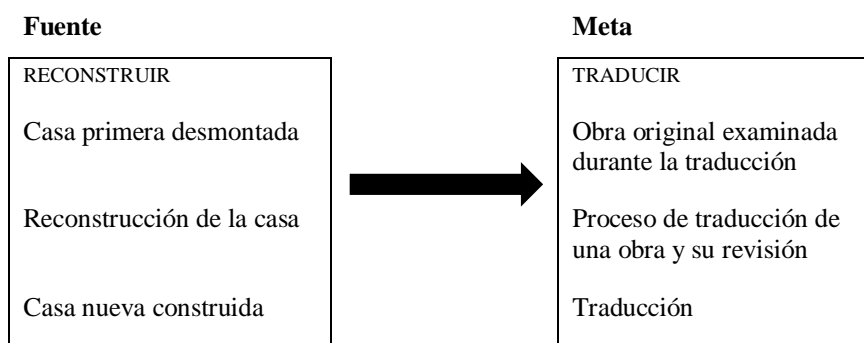 Fuente
RECONSTRUIR
Casa primera desmontada
Reconstrucción de la casa
Casa nueva construida
Meta
TRADUCIR
Obra original examinada
durante la traducción
Proceso de traducción de
una obra y su revisión
Traducción